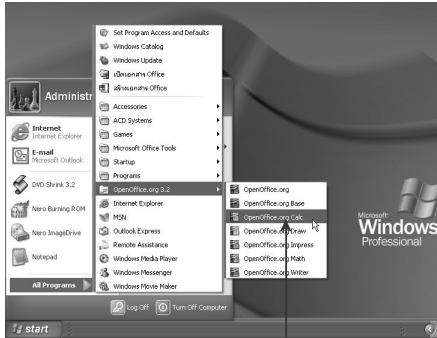 Set Program Access and Defaults
Windows Catalog
Windows Update
เปิดเอกสาร Office
สร้างเอกสาร Office
Accessories
ACD Systems
Games
Microsoft Office Tools
Startup
Programs
OpenOffice.org 3.2
Internet Explorer
MSN
Outlook Express
Remote Assistance
Windows Media Player
Windows Messenger
Windows Movie Maker
Administr
Internet
Internet Explorer
E-mail
Microsoft Outlook
DVD Shrink 3.2
Nero Burning ROM
Nero ImageDrive
Notepad
All Programs
OpenOffice.org
OpenOffice.org Base
OpenOffice.org Calc
OpenOffice.org Draw
OpenOffice.org Impress
OpenOffice.org Math
OpenOffice.org Writer
Microsoft
Windows
Professional
Log Off
Turn Off Computer
start